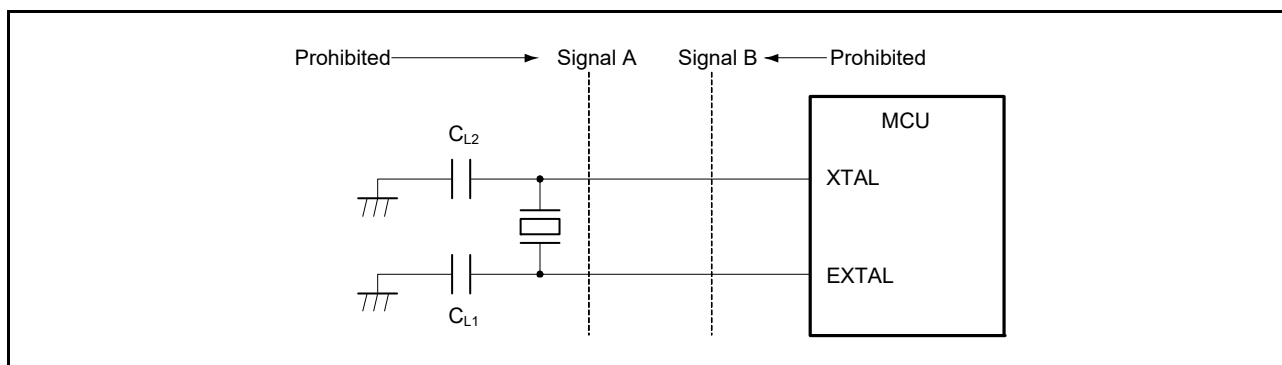 Prohibited Signal A Signal B Prohibited
MCU
CL2
XTAL
EXTAL
CL1